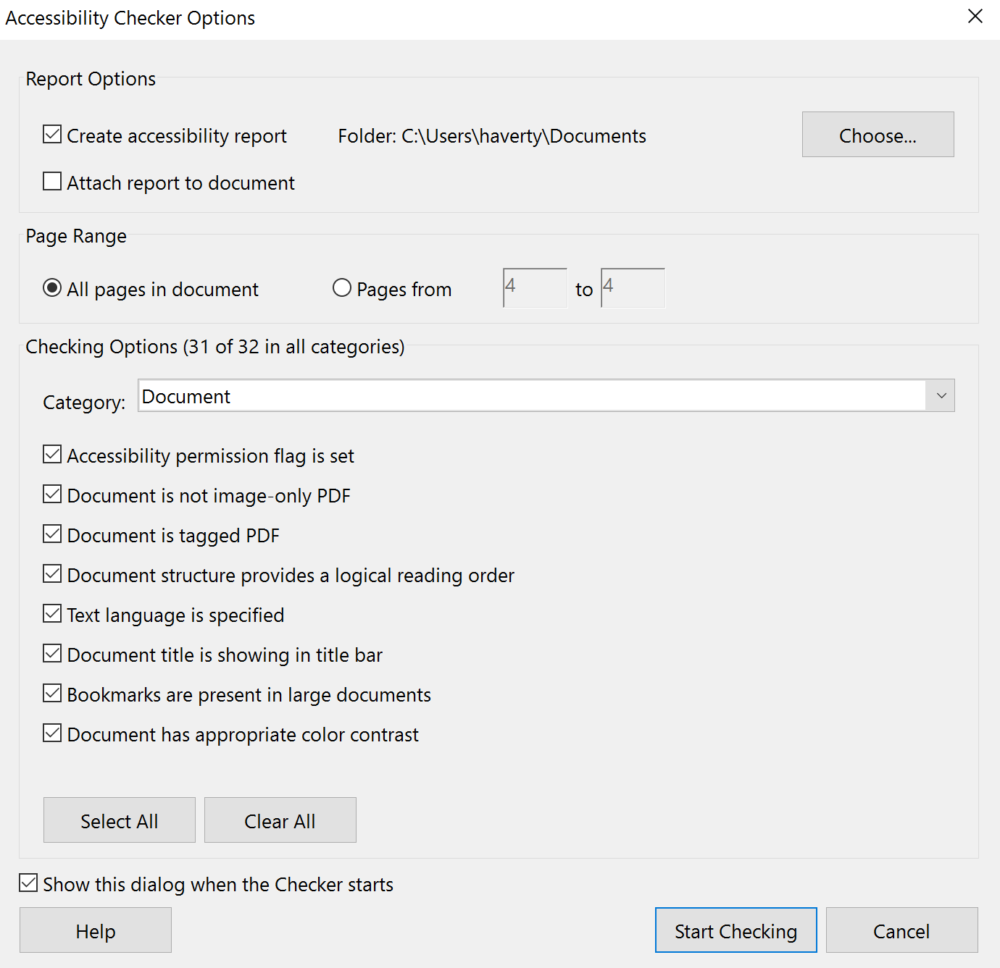 Accessibility Checker Options
Report Options
Create accessibility report Folder: C:\Users\haverty\Documents Choose...
Attach report to document
Page Range
All pages in document Pages from 4 to 4
Checking Options (31 of 32 in all categories)
Category: Document
Accessibility permission flag is set
Document is not image-only PDF
Document is tagged PDF
Document structure provides a logical reading order
Text language is specified
Document title is showing in title bar
Bookmarks are present in large documents
Document has appropriate color contrast
Select All Clear All
Show this dialog when the Checker starts
Help Start Checking Cancel